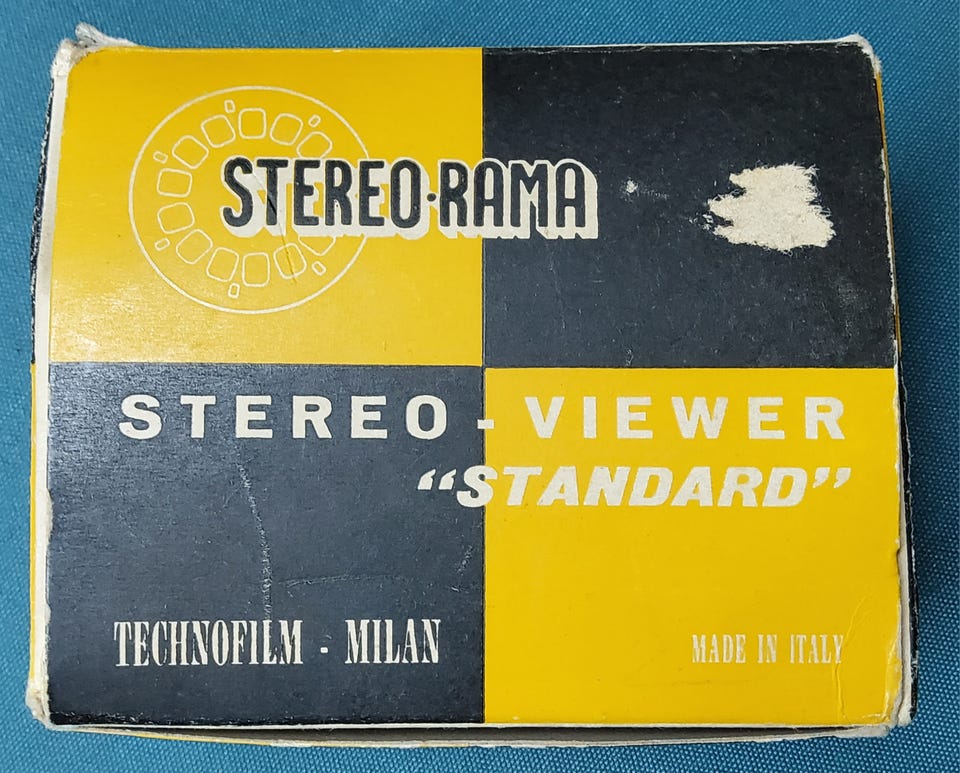 STEREO·RAMA
STEREO - VIEWER
“STANDARD”
TECHNOFILM - MILAN
MADE IN ITALY